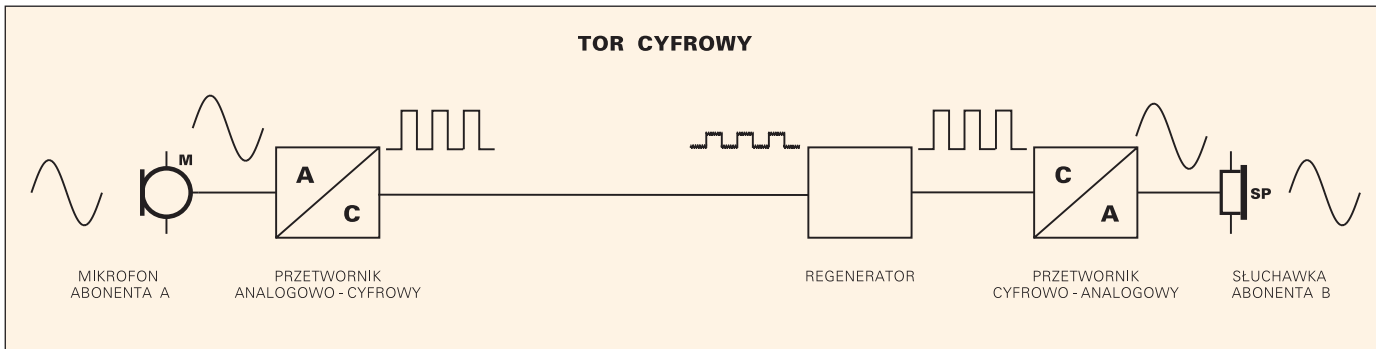 TOR CYFROWY
M
A
C
C
A
SP
MIKROFON
ABONENTA A
PRZETWORNIK
ANALOGOWO - CYFROWY
REGENERATOR
PRZETWORNIK
CYFROWO - ANALOGOWY
SŁUCHAWKA
ABONENTA B